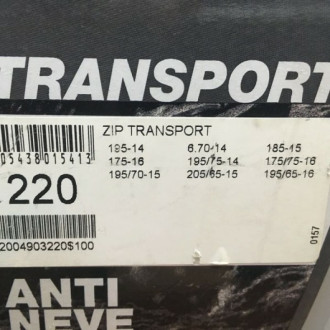 TRANSPORT
ZIP TRANSPORT
195-14 6.70-14 185-15
175-16 195/75-14 175/75-16
195/70-15 205/65-15 195/65-16
05438015413
220
2004903220$100
0157
ANTI
NEVE